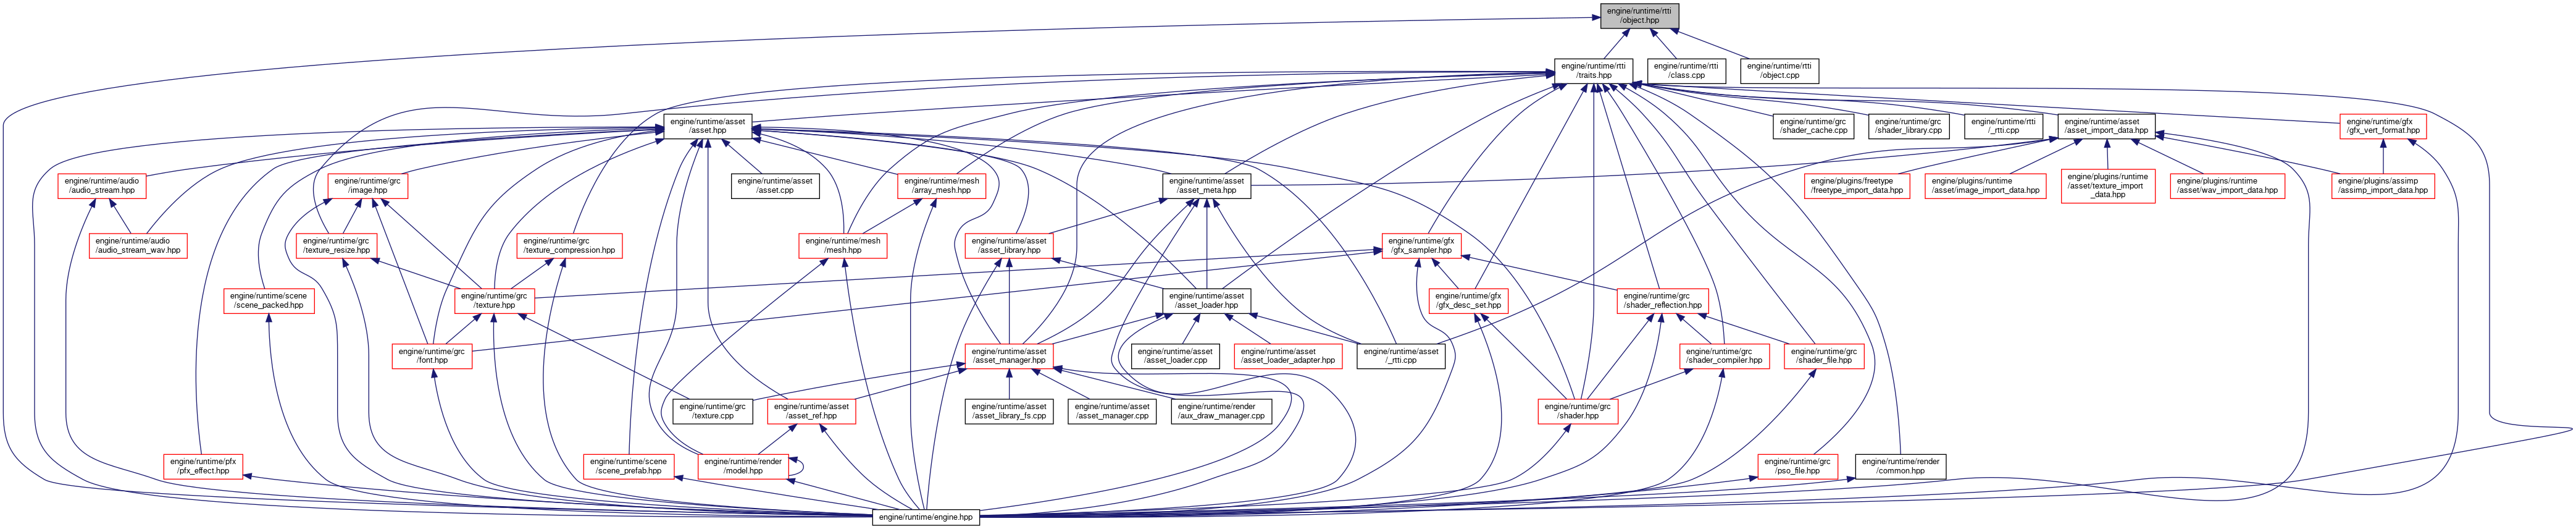 engine/runtime/rtti
/object.hpp
engine/runtime/rtti
/traits.hpp
engine/runtime/rtti
/class.cpp
engine/runtime/rtti
/object.cpp
engine/runtime/asset
/asset.hpp
engine/runtime/grc
/shader_cache.cpp
engine/runtime/grc
/shader_library.cpp
engine/runtime/rtti
/_rtti.cpp
engine/runtime/asset
/asset_import_data.hpp
engine/runtime/gfx
/gfx_vert_format.hpp
engine/runtime/audio
/audio_stream.hpp
engine/runtime/grc
/image.hpp
engine/runtime/asset
/asset.cpp
engine/runtime/mesh
/array_mesh.hpp
engine/runtime/asset
/asset_meta.hpp
engine/plugins/freetype
/freetype_import_data.hpp
engine/plugins/runtime
/asset/image_import_data.hpp
engine/plugins/runtime
/asset/texture_import
_data.hpp
engine/plugins/runtime
/asset/wav_import_data.hpp
engine/plugins/assimp
/assimp_import_data.hpp
engine/runtime/audio
/audio_stream_wav.hpp
engine/runtime/grc
/texture_resize.hpp
engine/runtime/grc
/texture_compression.hpp
engine/runtime/mesh
/mesh.hpp
engine/runtime/asset
/asset_library.hpp
engine/runtime/gfx
/gfx_sampler.hpp
engine/runtime/scene
/scene_packed.hpp
engine/runtime/grc
/texture.hpp
engine/runtime/asset
/asset_loader.hpp
engine/runtime/gfx
/gfx_desc_set.hpp
engine/runtime/grc
/shader_reflection.hpp
engine/runtime/grc
/font.hpp
engine/runtime/asset
/asset_manager.hpp
engine/runtime/asset
/asset_loader.cpp
engine/runtime/asset
/asset_loader_adapter.hpp
engine/runtime/asset
/_rtti.cpp
engine/runtime/grc
/shader_compiler.hpp
engine/runtime/grc
/shader_file.hpp
engine/runtime/grc
/texture.cpp
engine/runtime/asset
/asset_ref.hpp
engine/runtime/asset
/asset_library_fs.cpp
engine/runtime/asset
/asset_manager.cpp
engine/runtime/render
/aux_draw_manager.cpp
engine/runtime/grc
/shader.hpp
engine/runtime/pfx
/pfx_effect.hpp
engine/runtime/scene
/scene_prefab.hpp
engine/runtime/render
/model.hpp
engine/runtime/grc
/pso_file.hpp
engine/runtime/render
/common.hpp
engine/runtime/engine.hpp